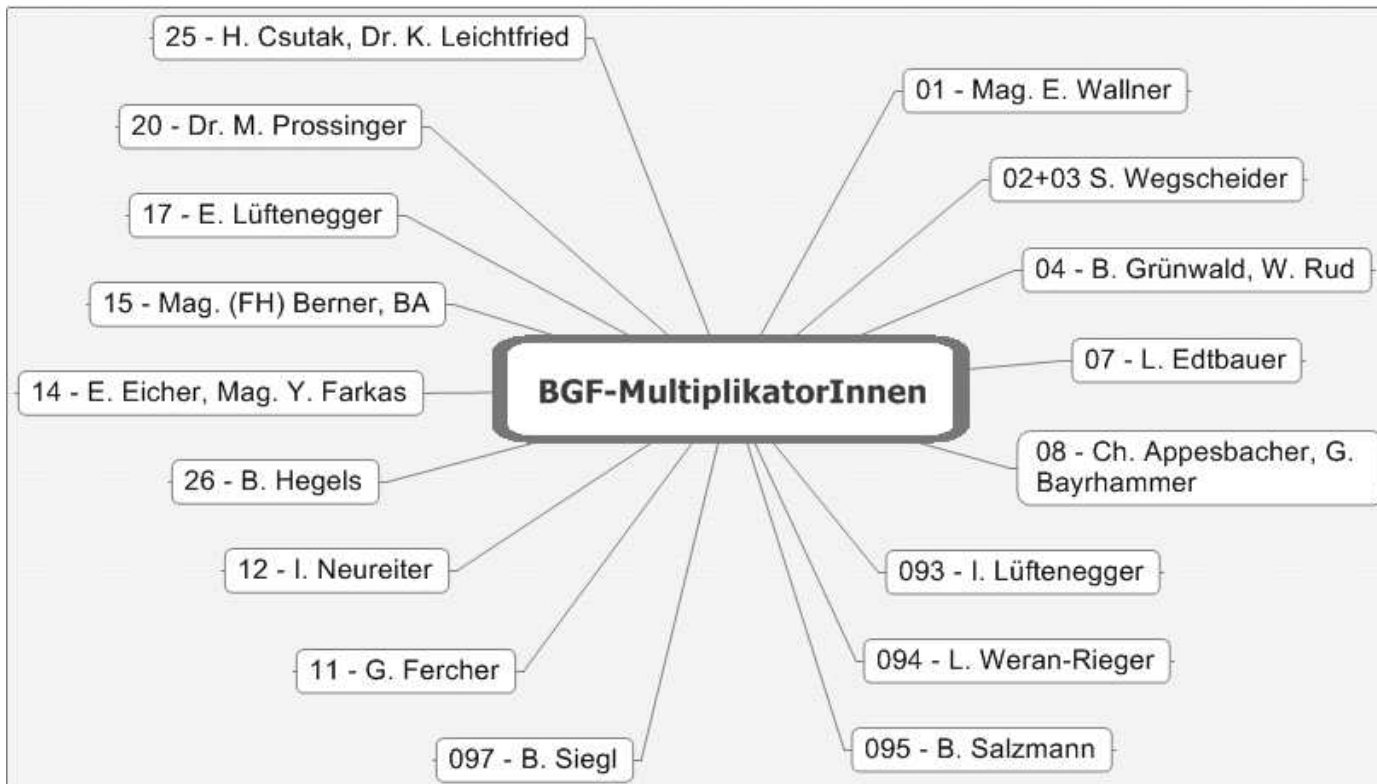 25 - H. Csutak, Dr. K. Leichtfried
01 - Mag. E. Wallner
20 - Dr. M. Prossinger
02+03 S. Wegscheider
17 - E. Lüftenegger
04 - B. Grünwald, W. Rud
15 - Mag. (FH) Berner, BA
07 - L. Edtbauer
14 - E. Eicher, Mag. Y. Farkas
BGF-MultiplikatorInnen
08 - Ch. Appesbacher, G.
Bayrhammer
26 - B. Hegels
12 - I. Neureiter
093 - I. Lüftenegger
11 - G. Fercher
094 - L. Weran-Rieger
097 - B. Siegl
095 - B. Salzmann